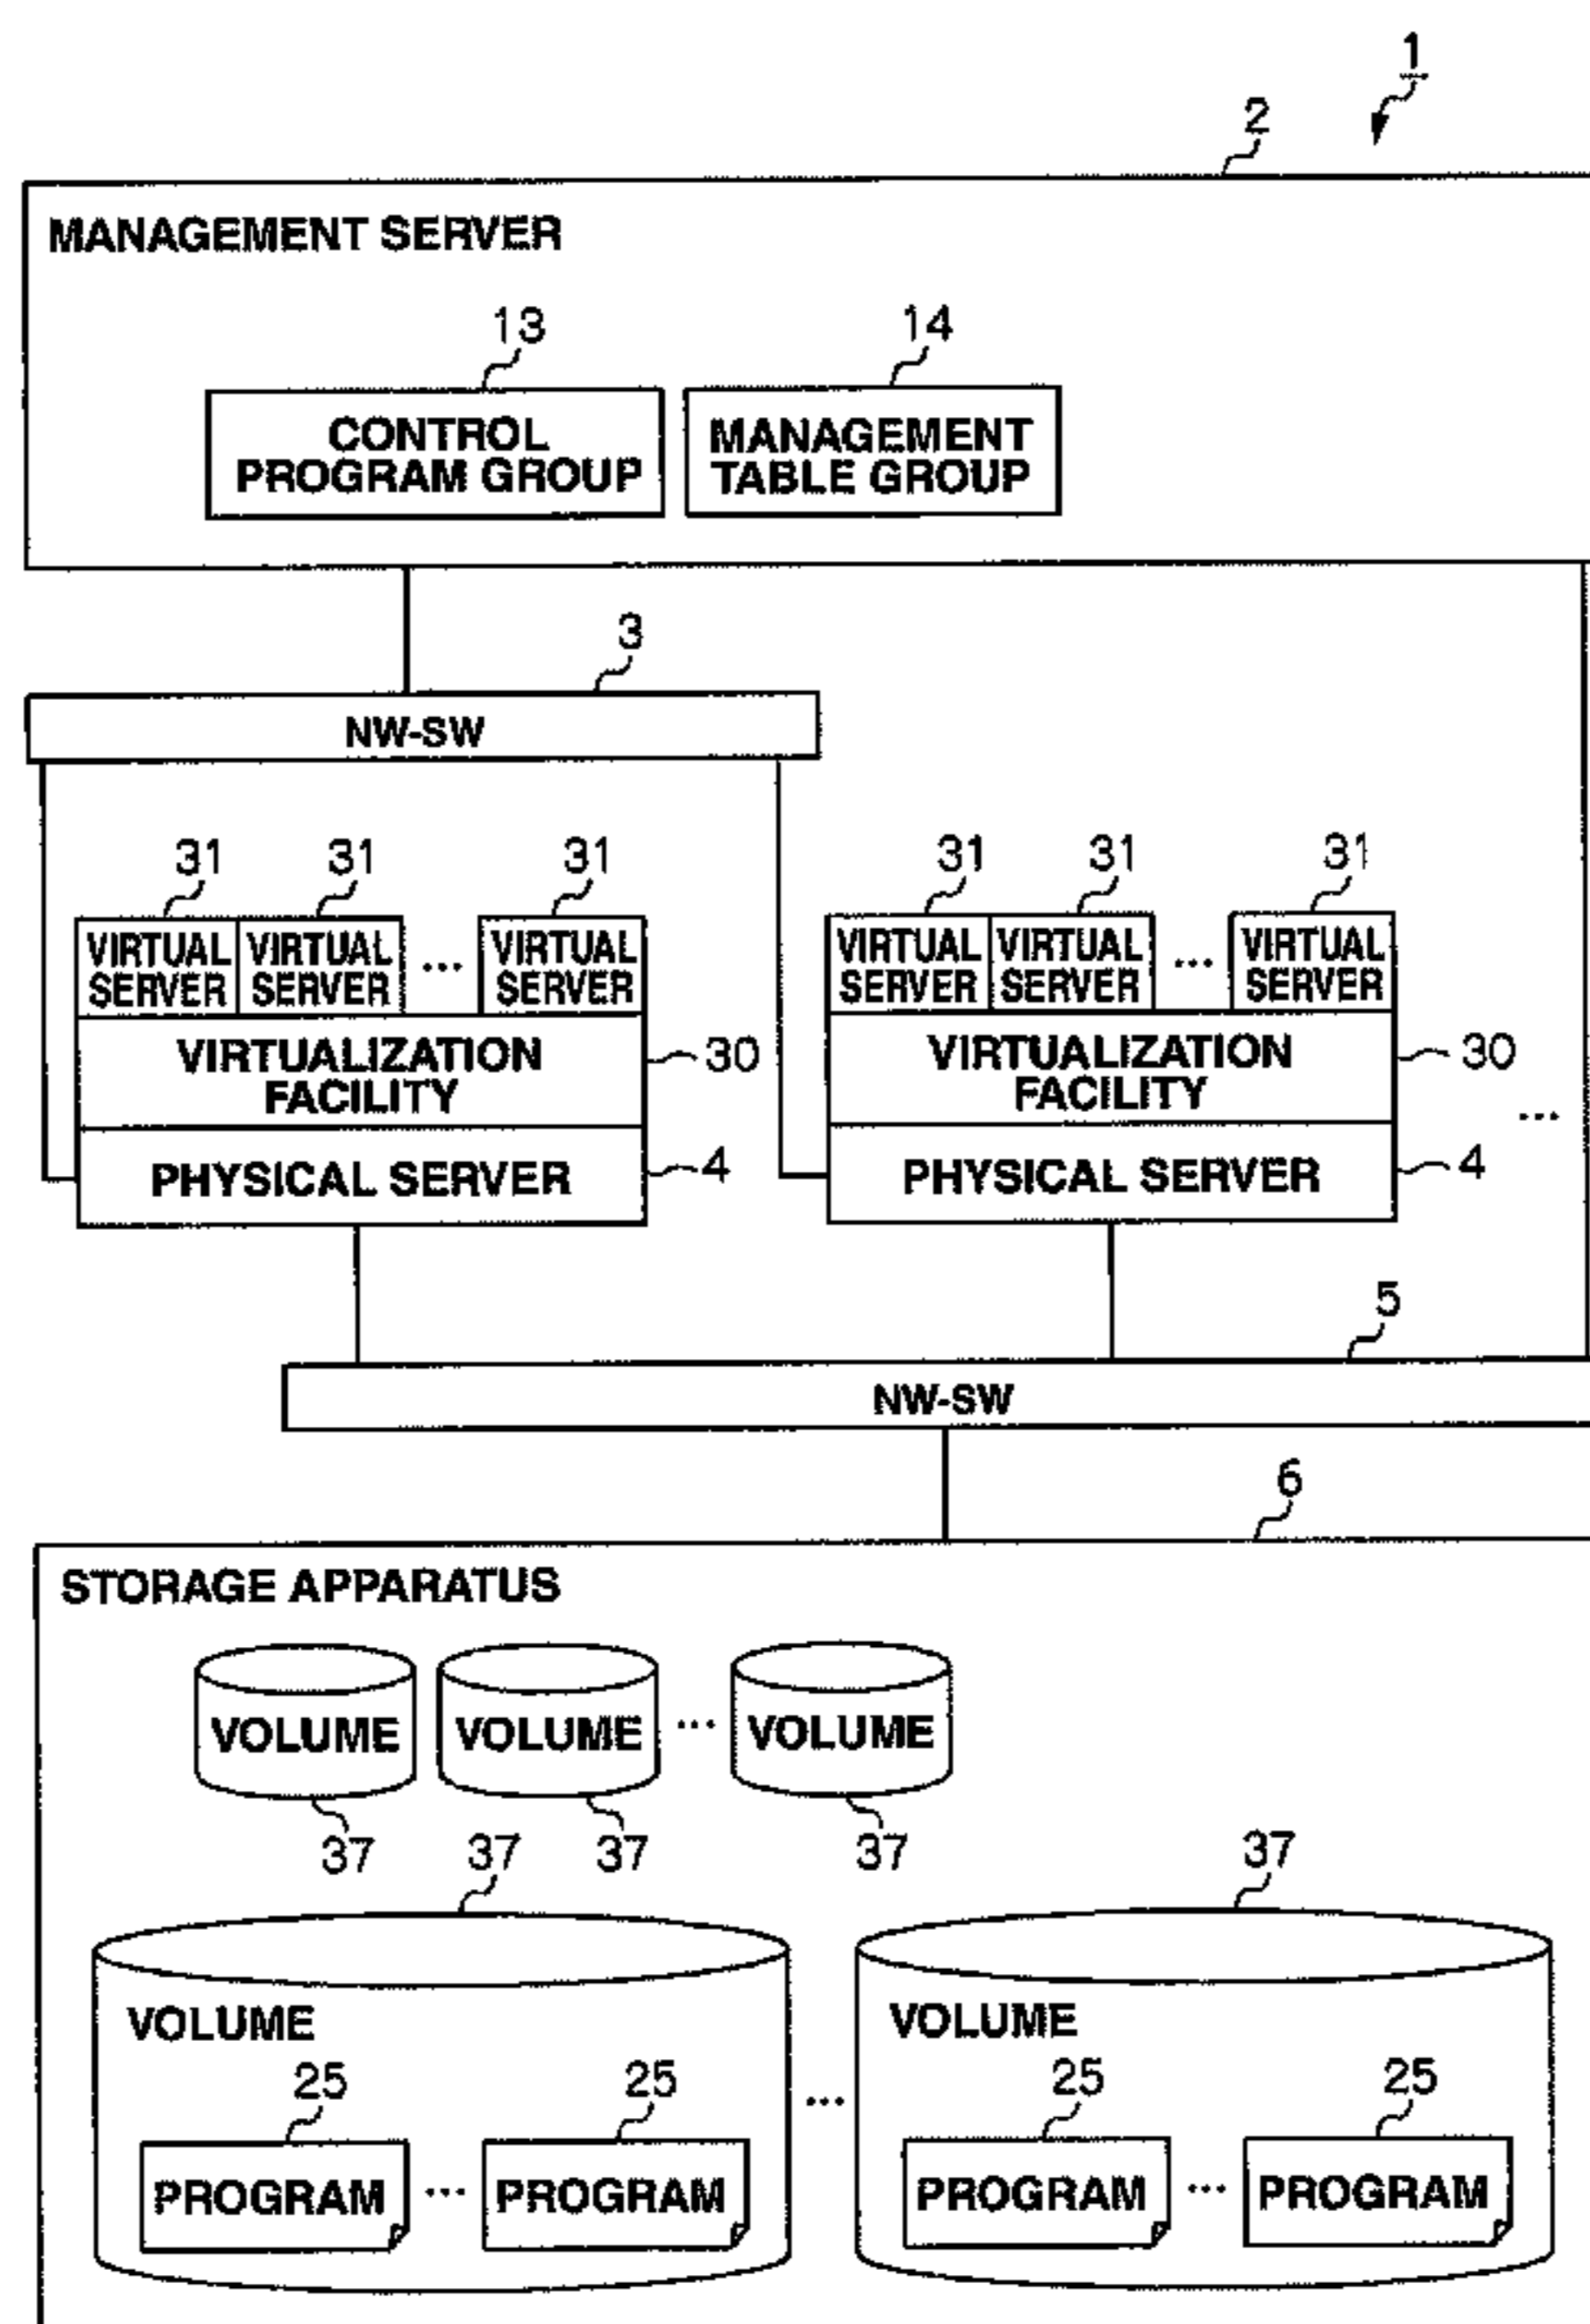 1
2
MANAGEMENT SERVER
13
14
CONTROL
PROGRAM GROUP
MANAGEMENT
TABLE GROUP
3
NW-SW
31 31 31 31 31 31
VIRTUAL
SERVER
VIRTUAL
SERVER
...
VIRTUAL
SERVER
VIRTUAL
SERVER
VIRTUAL
SERVER
...
VIRTUAL
SERVER
VIRTUALIZATION
FACILITY
30
VIRTUALIZATION
FACILITY
30
...
PHYSICAL SERVER
4
PHYSICAL SERVER
4
5
NW-SW
6
STORAGE APPARATUS
VOLUME VOLUME ... VOLUME
37 37 37 37 37
VOLUME
VOLUME
25 25 ... 25 25
PROGRAM ... PROGRAM PROGRAM ... PROGRAM